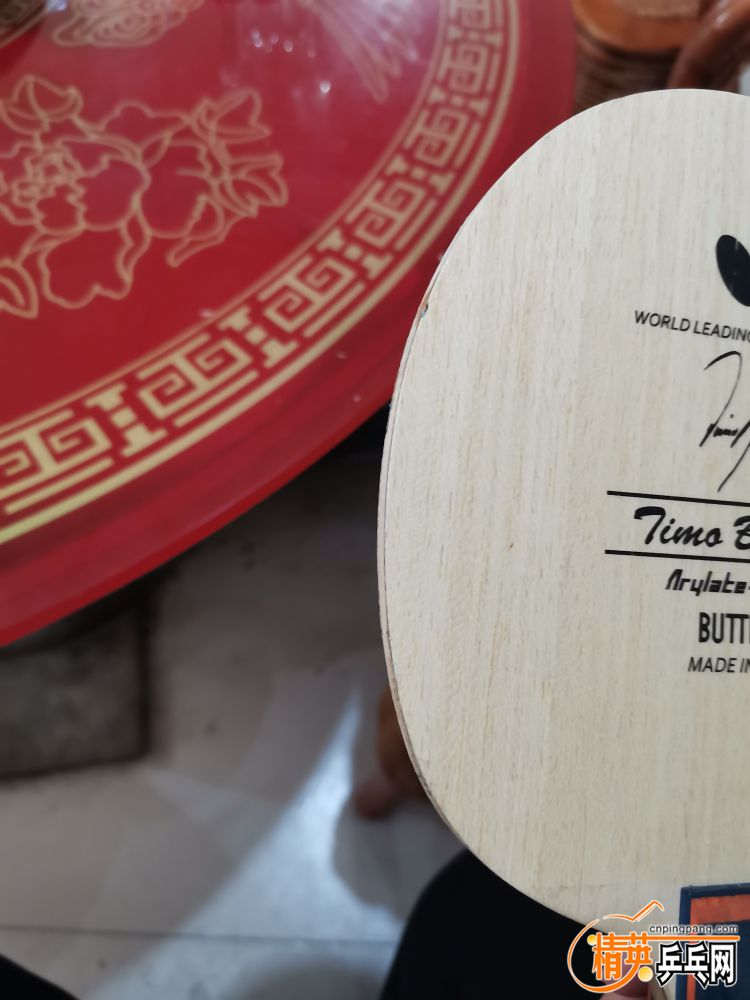 WORLD LEADING
Timo B
Arylate-
BUTT
MADE IN
cnpingpang.com
精英乒乓网